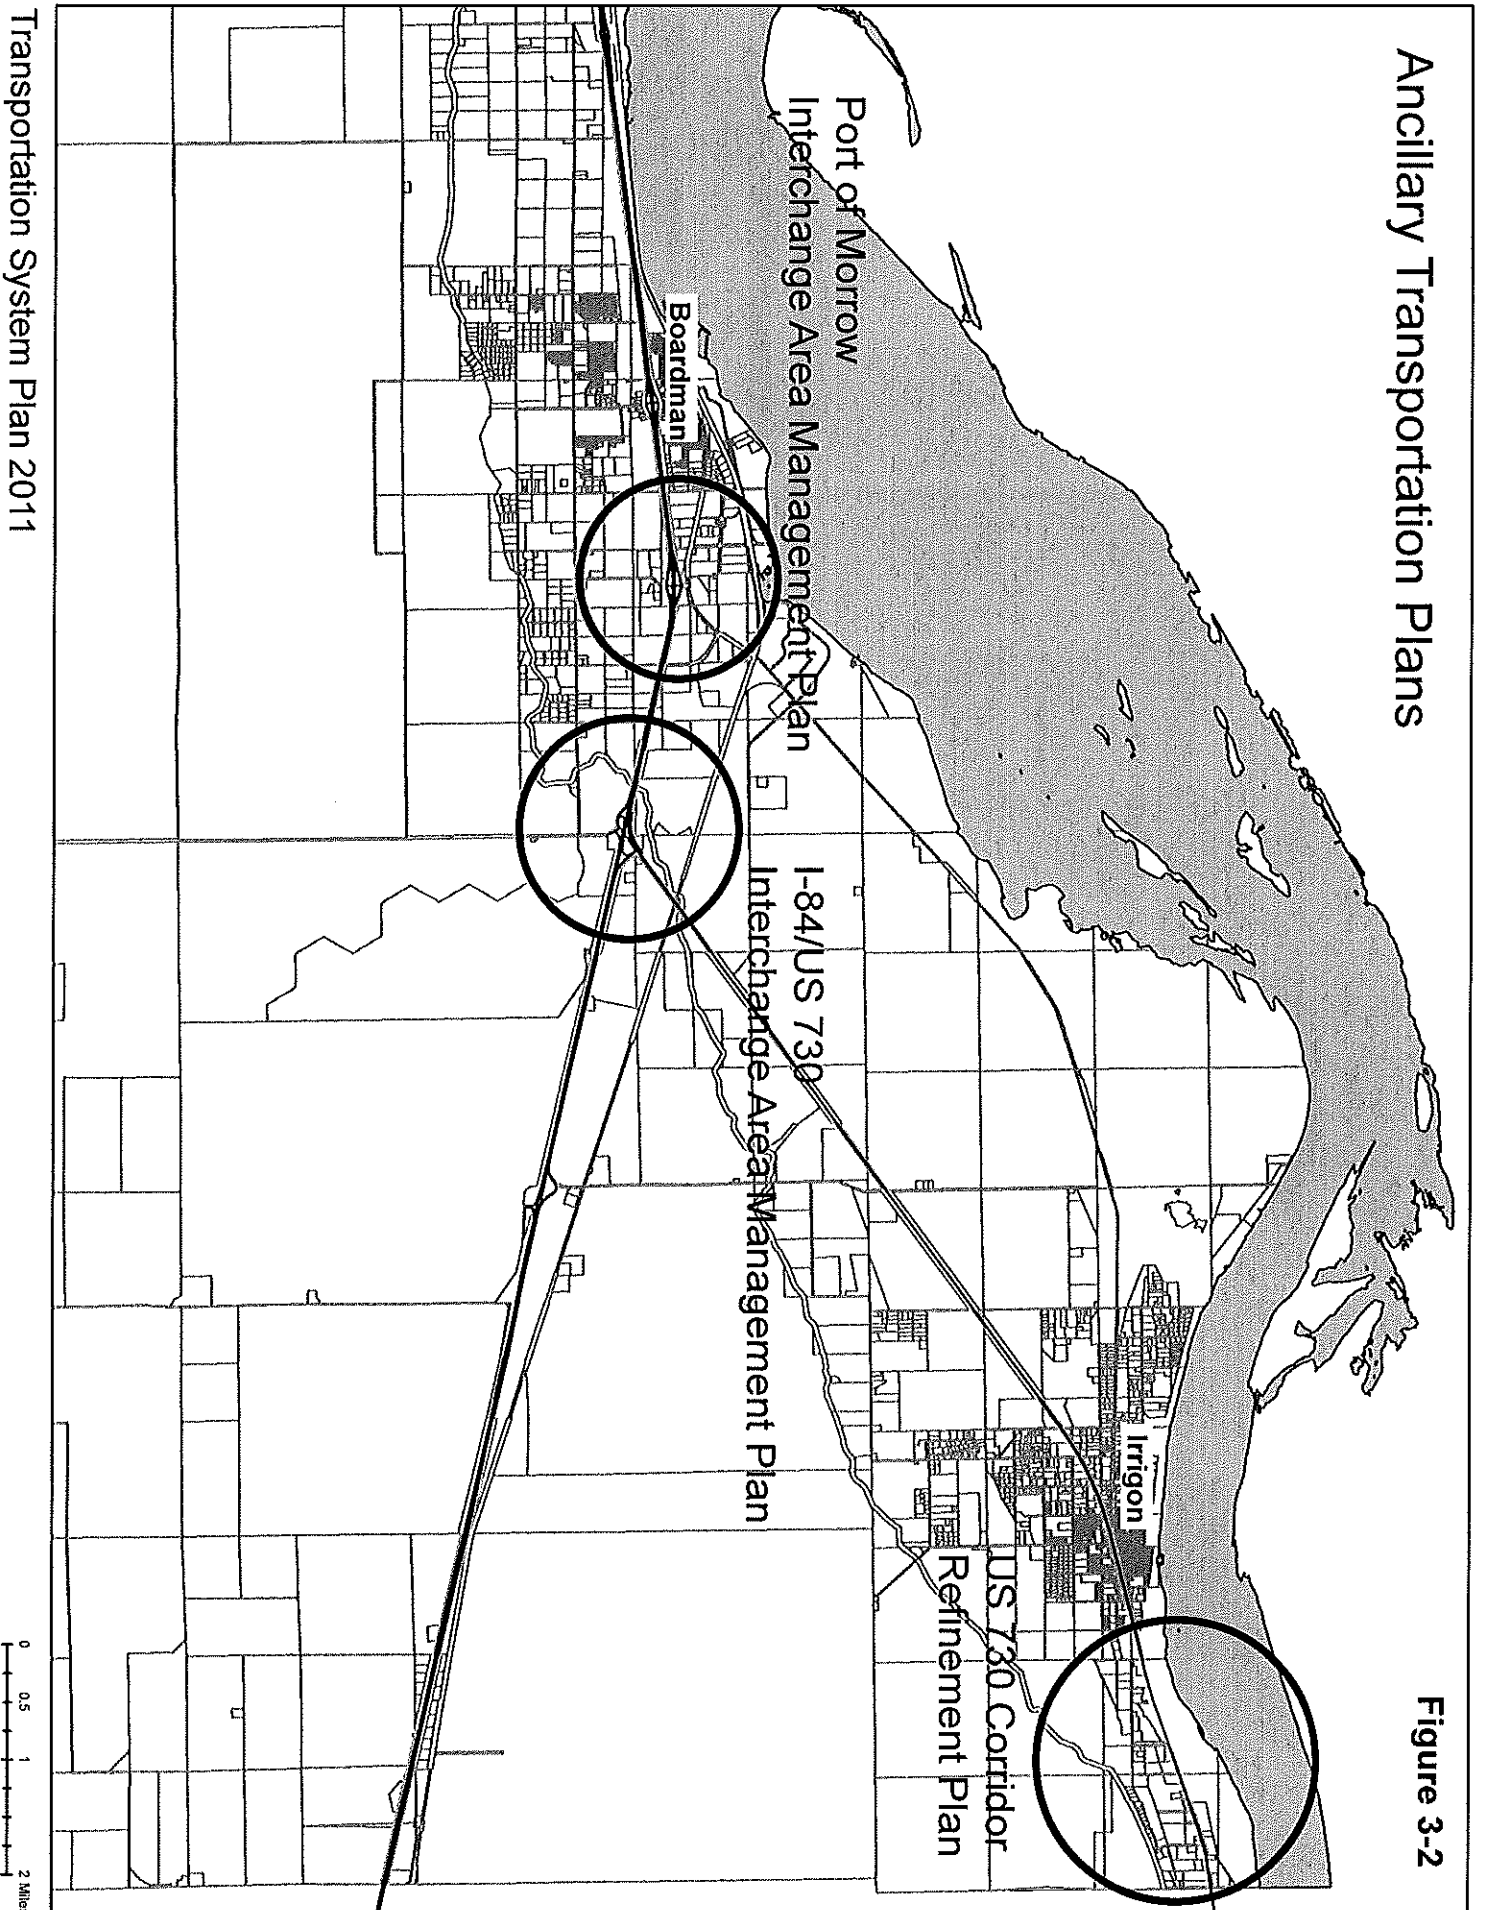 Ancillary Transportation Plans
Figure 3-2
Port of Morrow
Interchange Area Management Plan
Boardman
I-84/US 730
Interchange Area Management Plan
Irrigon
US 730 Corridor
Refinement Plan
Transportation System Plan 2011
0 0.5 1 2 Miles